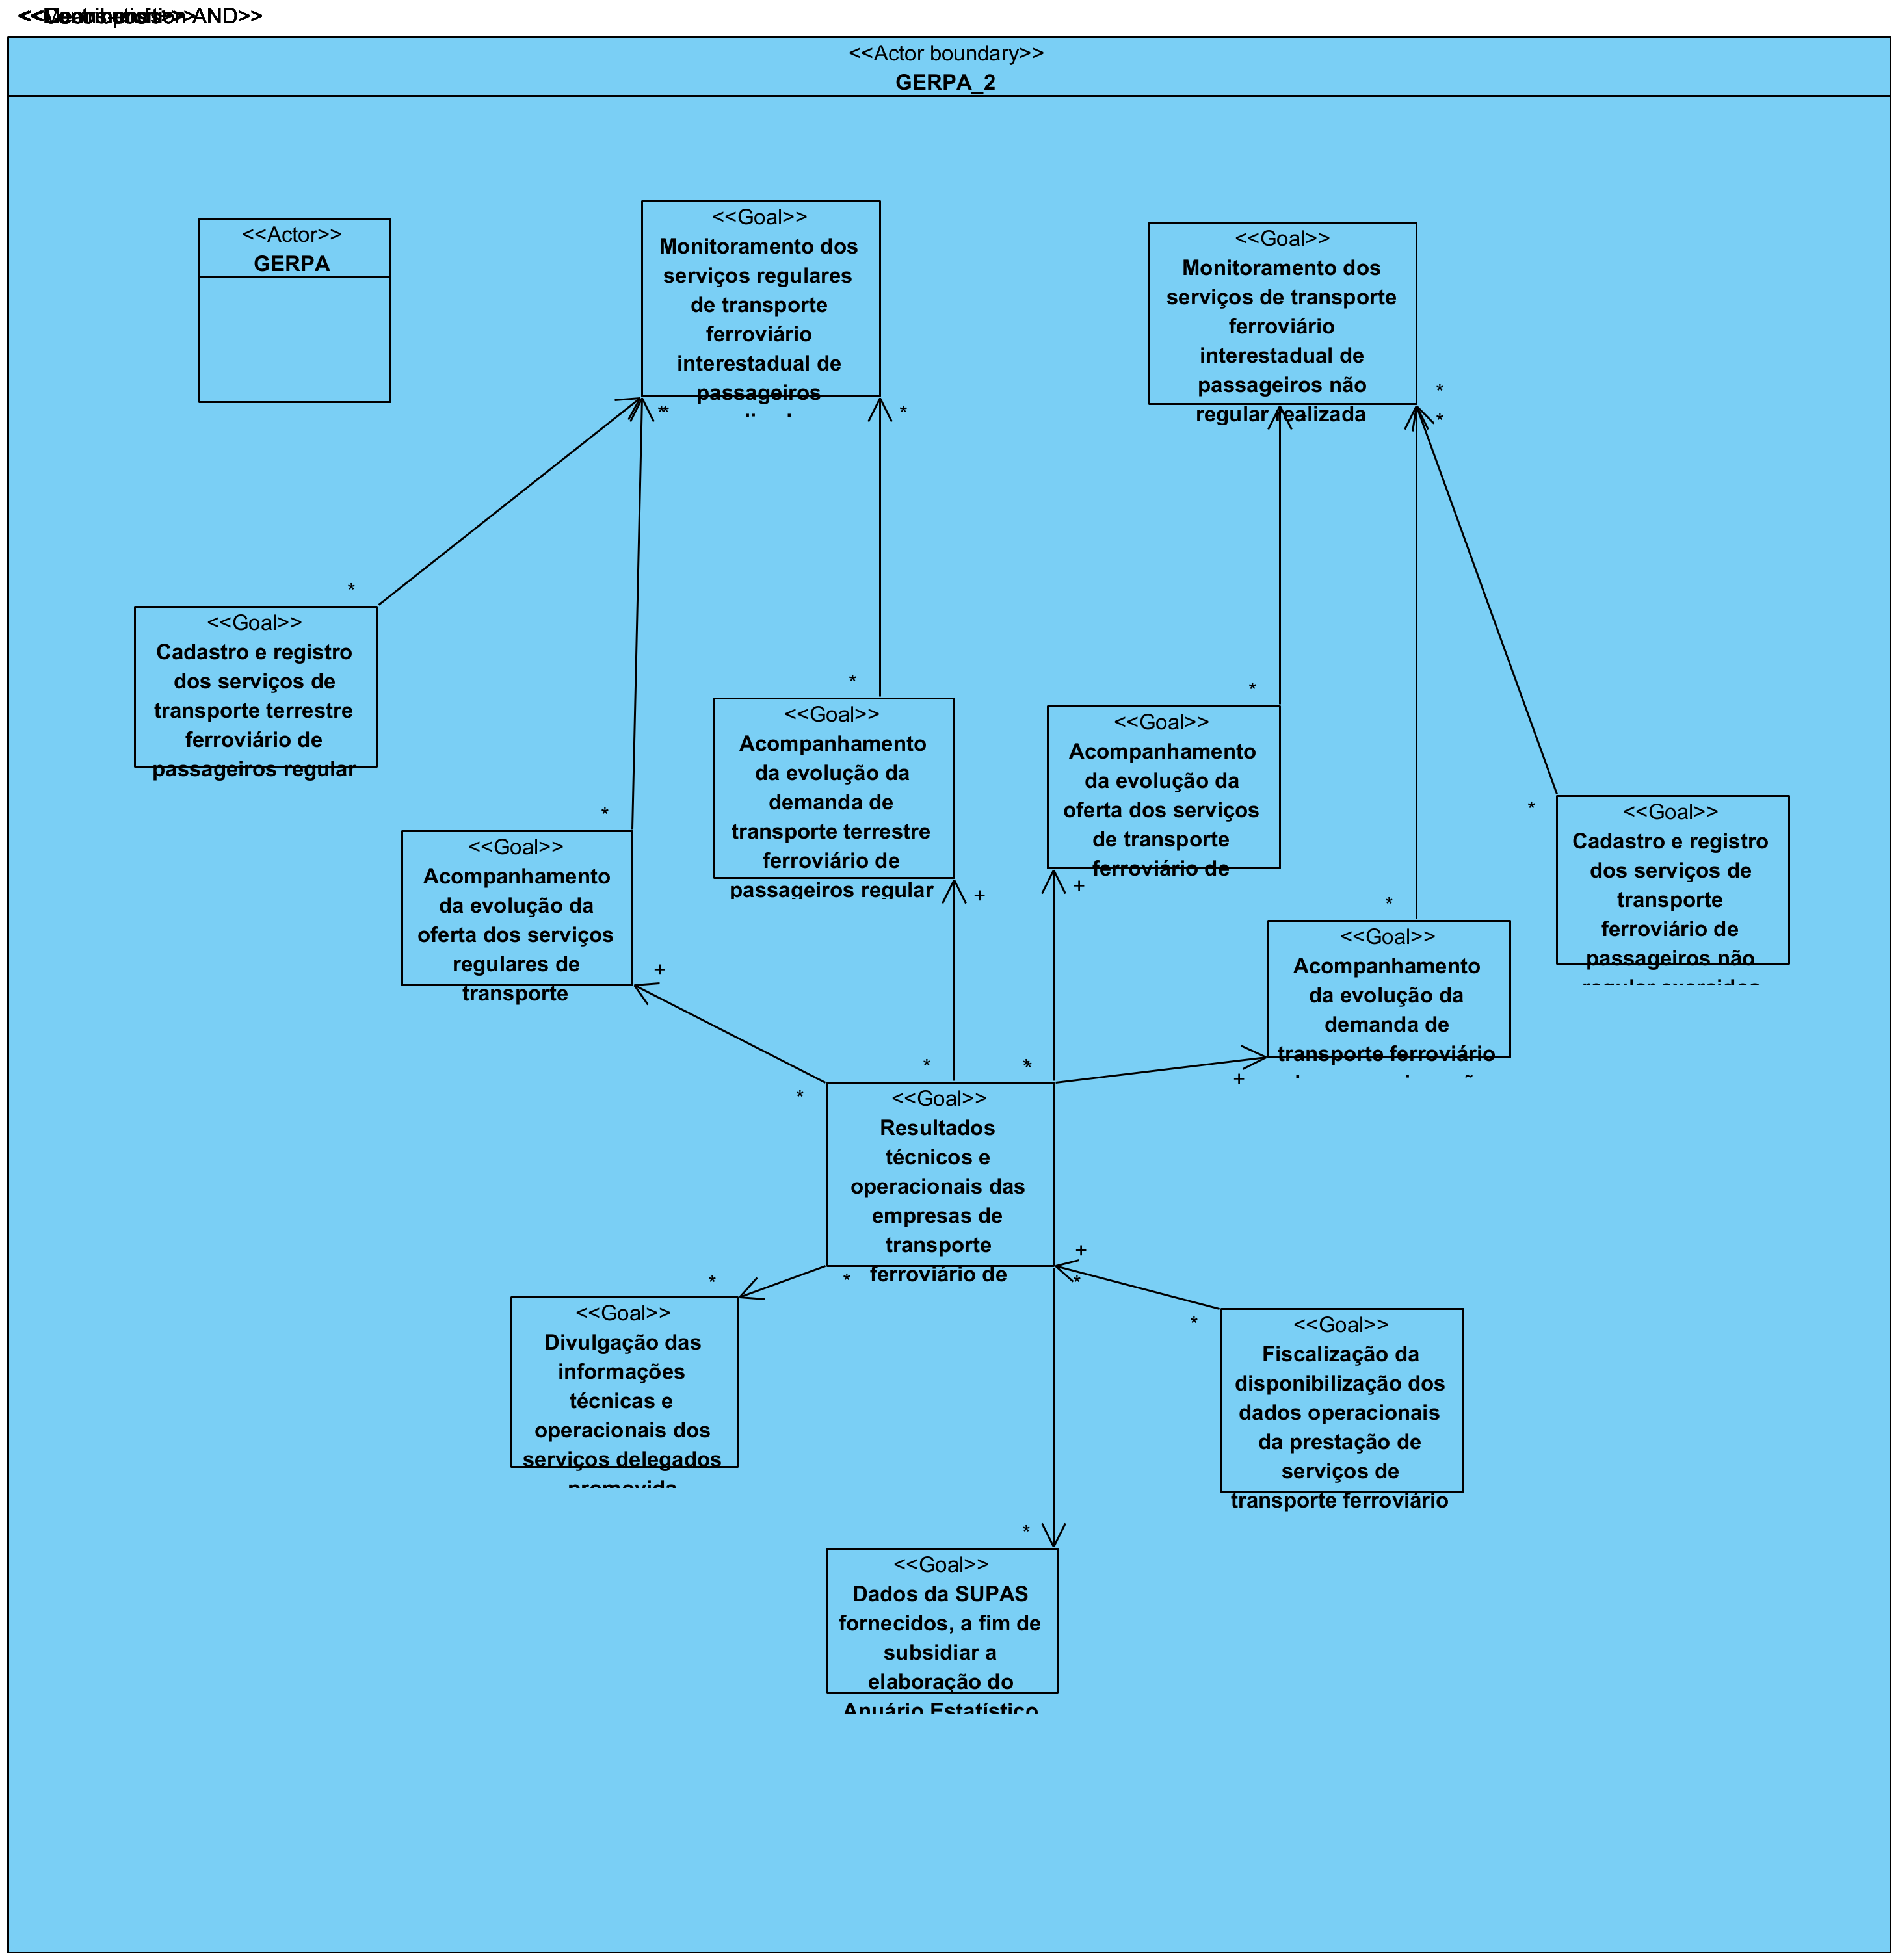 <<Actor boundary>>
GERPA_2
<<Actor>>
GERPA
<<Goal>>
Monitoramento dos
serviços regulares
de transporte
ferroviário
interestadual de
passageiros
<<Goal>>
Monitoramento dos
serviços de transporte
ferroviário
interestadual de
passageiros não
regular realizada
<<Goal>>
Cadastro e registro
dos serviços de
transporte terrestre
ferroviário de
passageiros regular
<<Goal>>
Acompanhamento
da evolução da
demanda de
transporte terrestre
ferroviário de
passageiros regular
<<Goal>>
Acompanhamento
da evolução da
oferta dos serviços
de transporte
ferroviário de
<<Goal>>
Cadastro e registro
dos serviços de
transporte
ferroviário de
passageiros não
regular
<<Goal>>
Acompanhamento
da evolução da
oferta dos serviços
regulares de
transporte
<<Goal>>
Acompanhamento
da evolução da
demanda de
transporte ferroviário
<<Goal>>
Resultados
técnicos e
operacionais das
empresas de
transporte
ferroviário de
<<Goal>>
Divulgação das
informações
técnicas e
operacionais dos
serviços delegados
promovida
<<Goal>>
Fiscalização da
disponibilização dos
dados operacionais
da prestação de
serviços de
transporte ferroviário
<<Goal>>
Dados da SUPAS
fornecidos, a fim de
subsidiar a
elaboração do
Anuário Estatístico